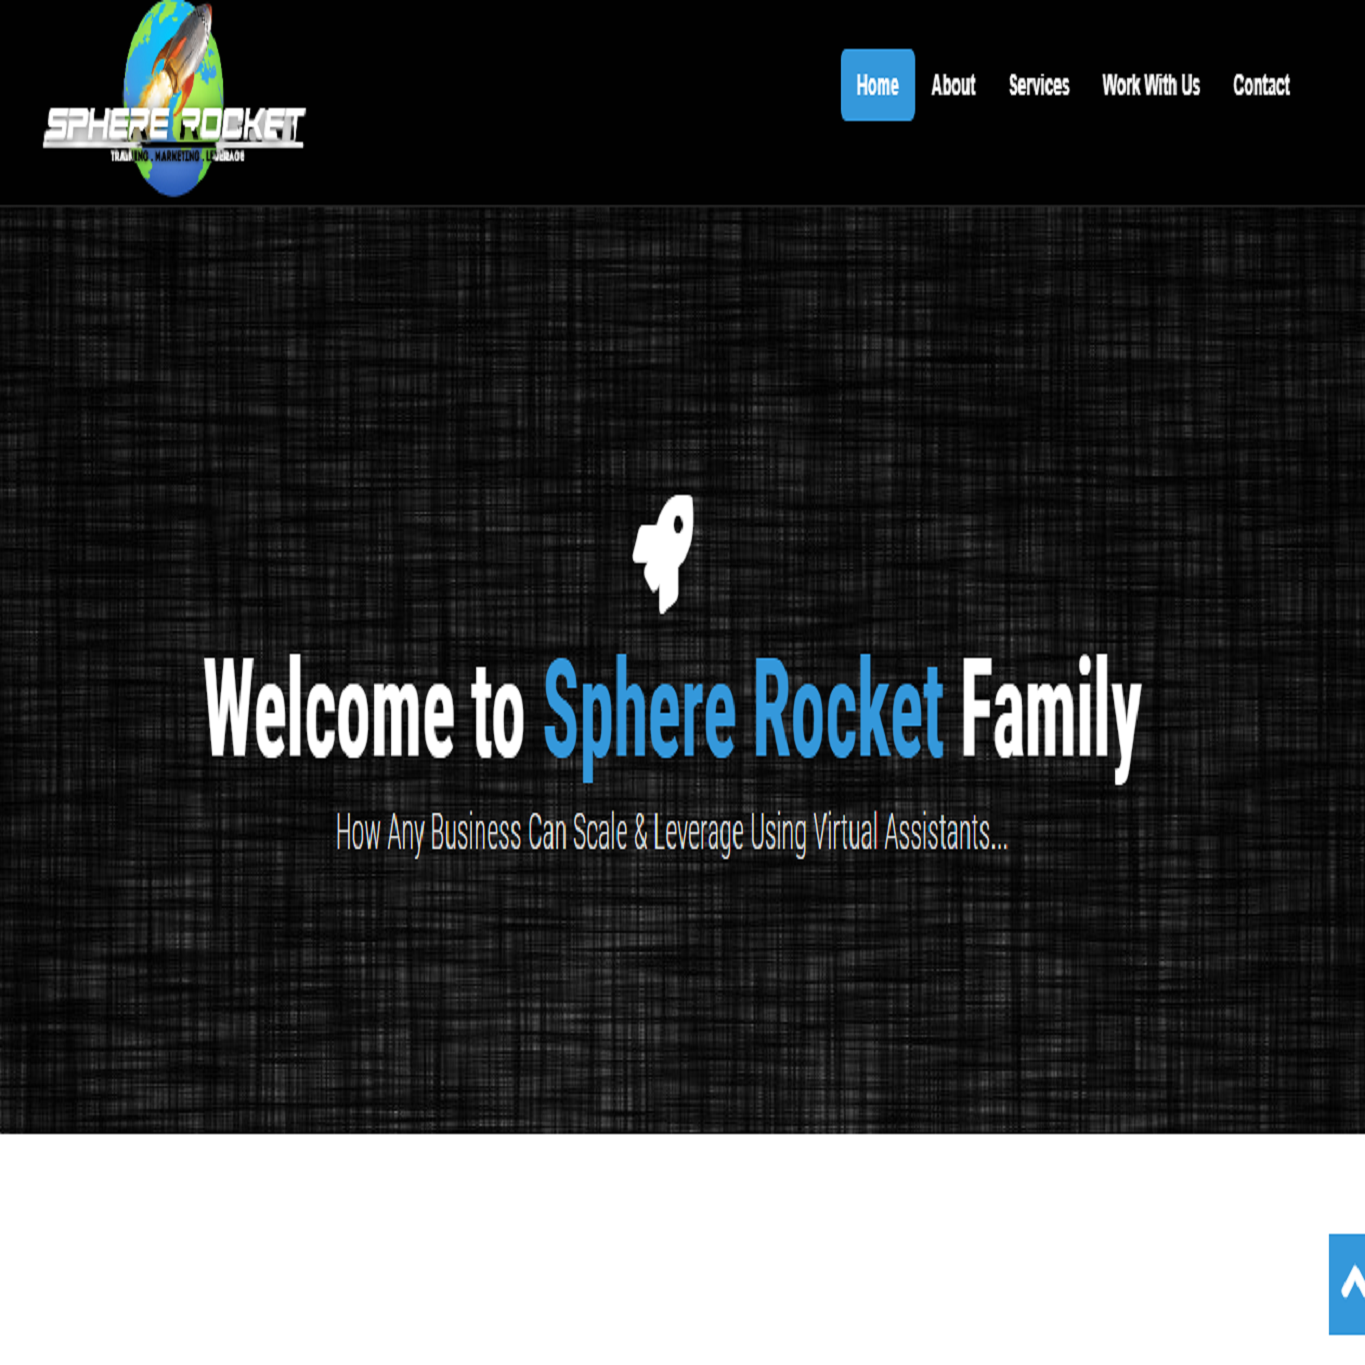 SPHERE ROCKET
TRAINING . MARKETING . LEVERAGE
Home About Services Work With Us Contact
Welcome to Sphere Rocket Family
How Any Business Can Scale & Leverage Using Virtual Assistants...